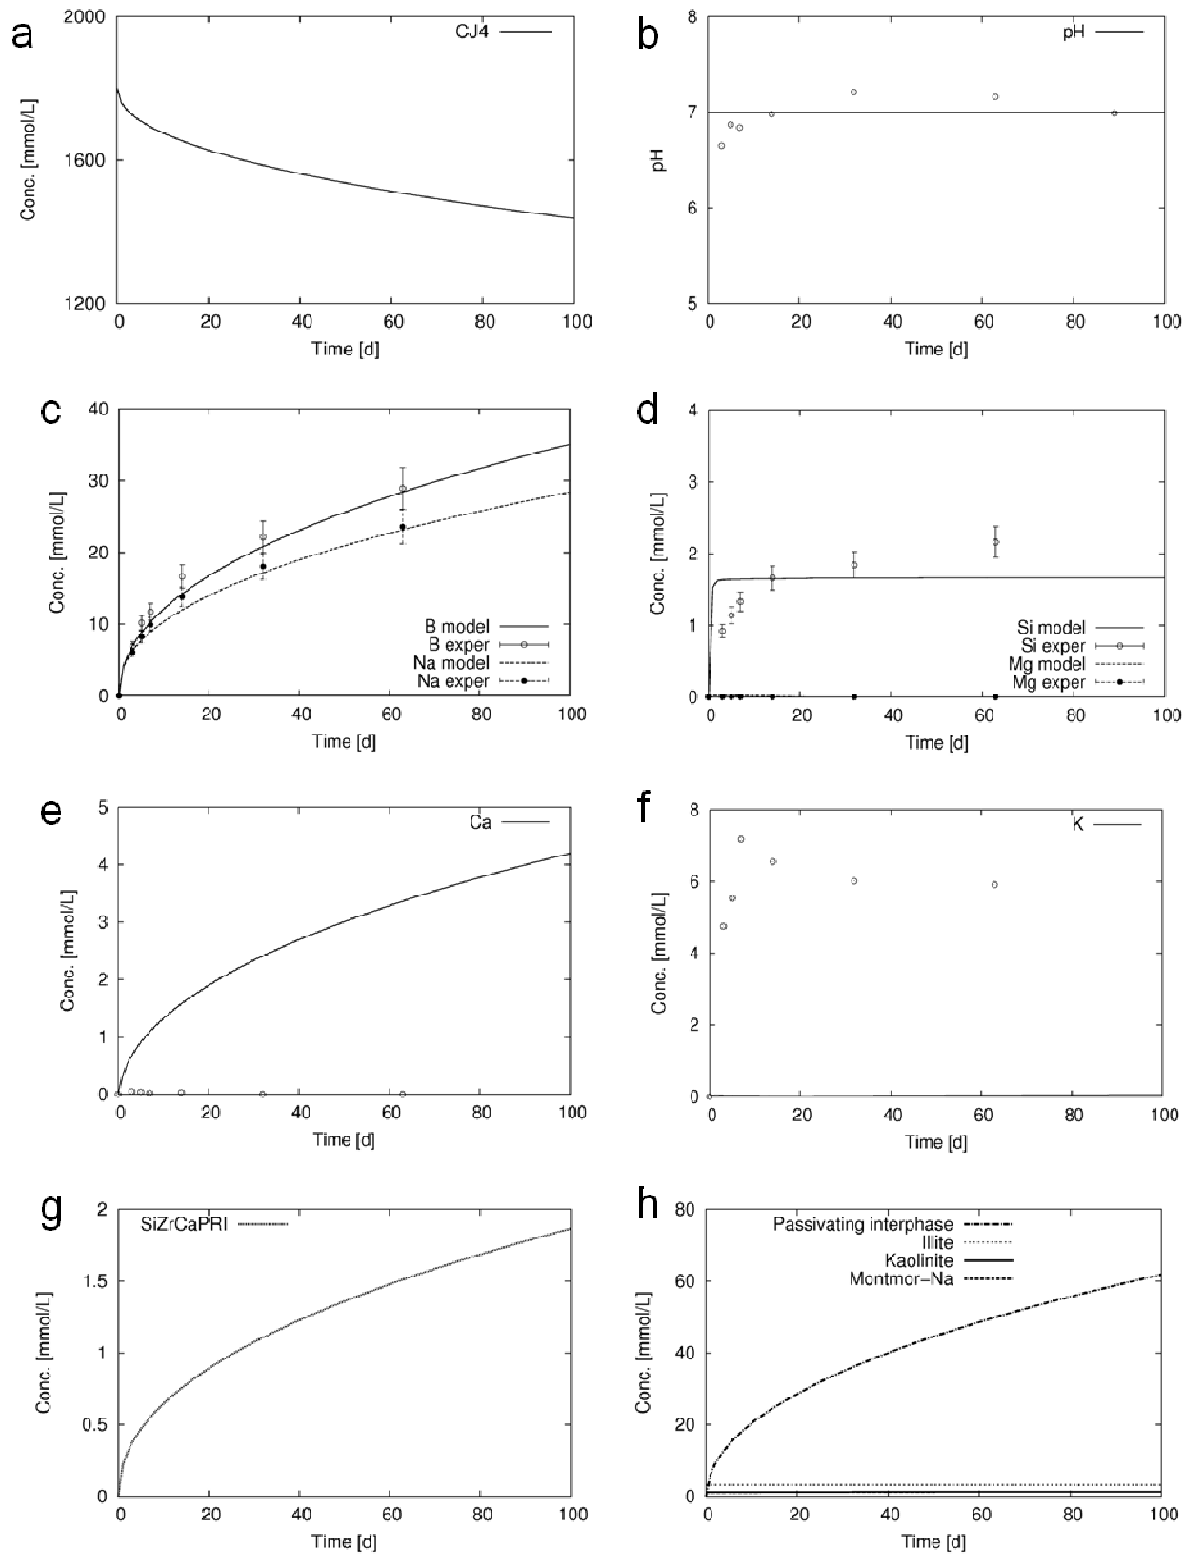 a
2000
1600
1200
Conc. [mmol/L]
CJ4
0 20 40 60 80 100
Time [d]
b
8
7
6
5
pH
pH
0 20 40 60 80 100
Time [d]
c
40
30
20
10
0
Conc. [mmol/L]
B model
B exper
Na model
Na exper
0 20 40 60 80 100
Time [d]
d
4
3
2
1
0
Conc. [mmol/L]
Si model
Si exper
Mg model
Mg exper
0 20 40 60 80 100
Time [d]
e
5
4
3
2
1
0
Conc. [mmol/L]
Ca
0 20 40 60 80 100
Time [d]
f
8
6
4
2
0
Conc. [mmol/L]
K
0 20 40 60 80 100
Time [d]
g
2
1.5
1
0.5
0
Conc. [mmol/L]
SiZrCaPRI
0 20 40 60 80 100
Time [d]
h
80
60
40
20
0
Conc. [mmol/L]
Passivating interphase
Illite
Kaolinite
Montmor-Na
0 20 40 60 80 100
Time [d]